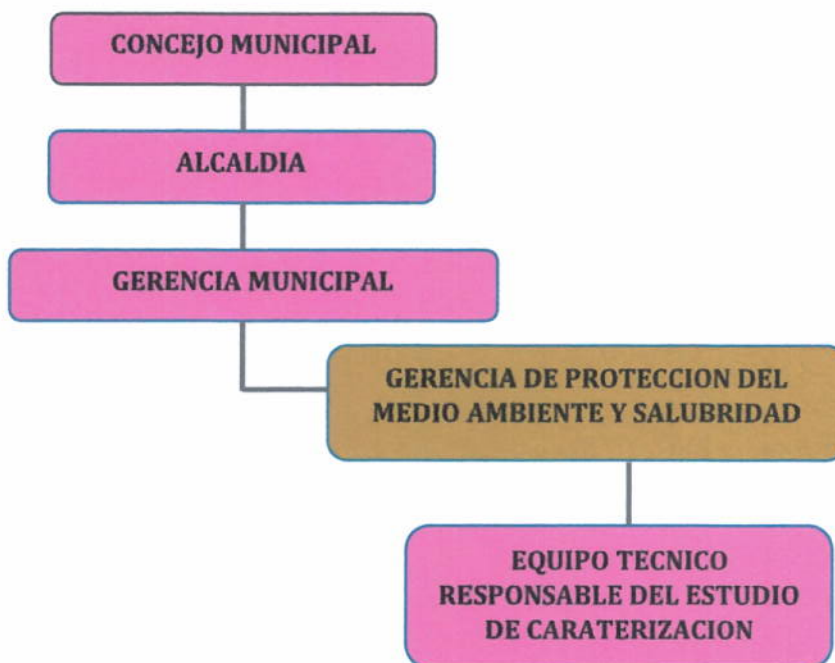 CONCEJO MUNICIPAL
ALCALDIA
GERENCIA MUNICIPAL
GERENCIA DE PROTECCION DEL
MEDIO AMBIENTE Y SALUBRIDAD
EQUIPO TECNICO
RESPONSABLE DEL ESTUDIO
DE CARATERIZACION